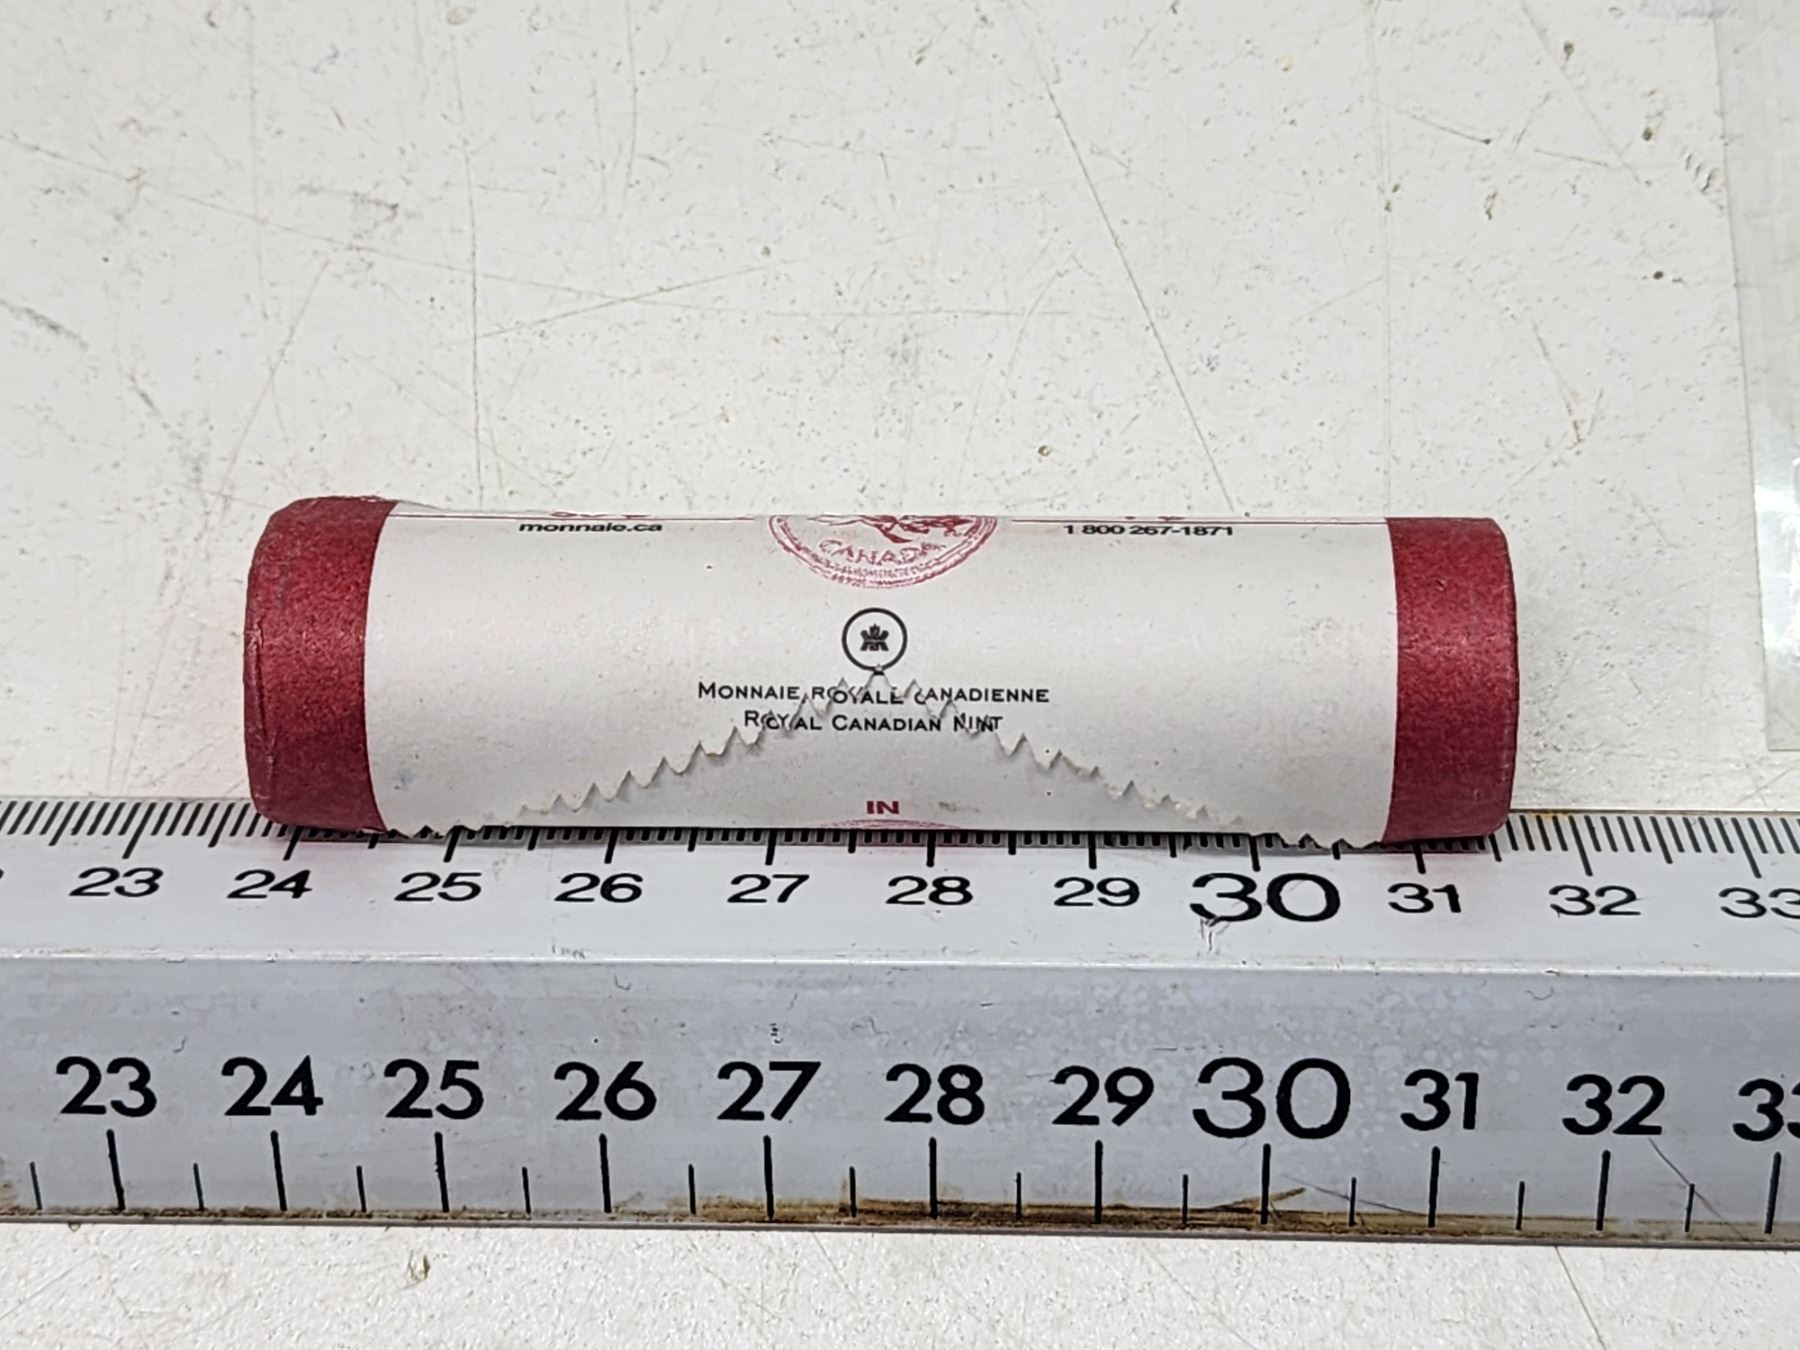 monnaie.ca
1 800 267-1871
CANADA
MONNAIE ROYALE CANADIENNE
ROYAL CANADIAN MINT
IN
23 24 25 26 27 28 29 30 31 32 33
23 24 25 26 27 28 29 30 31 32